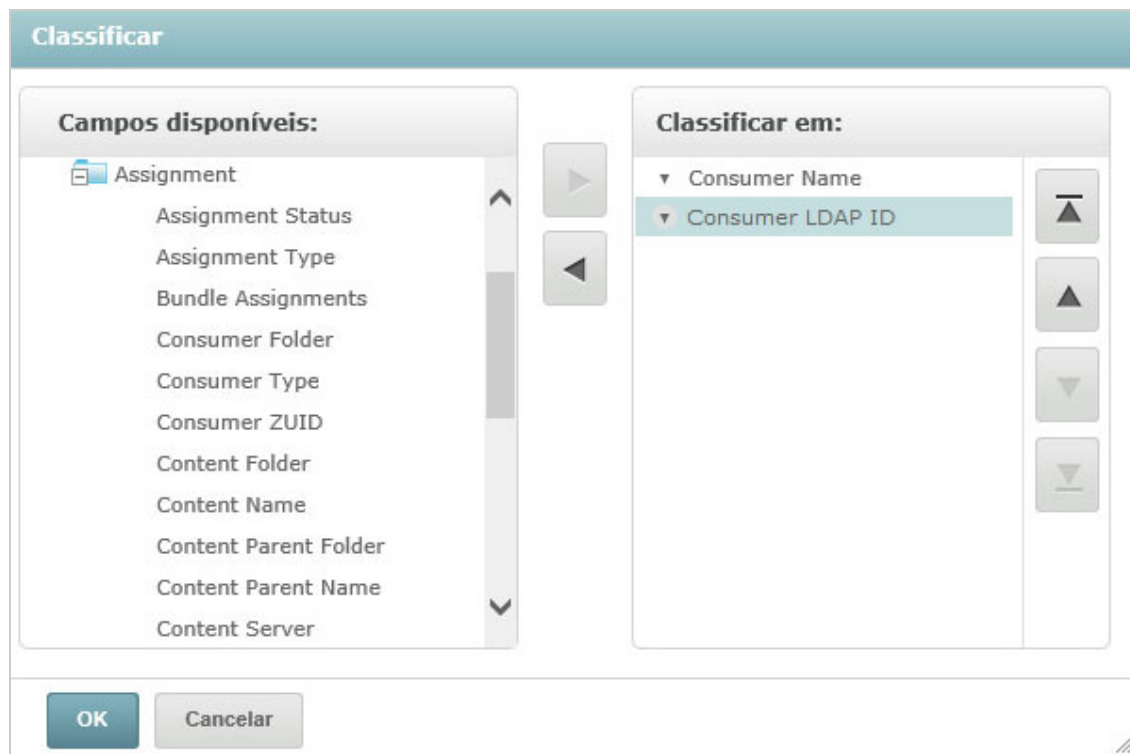 Classificar
Campos disponíveis:
Assignment
Assignment Status
Assignment Type
Bundle Assignments
Consumer Folder
Consumer Type
Consumer ZUID
Content Folder
Content Name
Content Parent Folder
Content Parent Name
Content Server
Classificar em:
Consumer Name
Consumer LDAP ID
OK
Cancelar